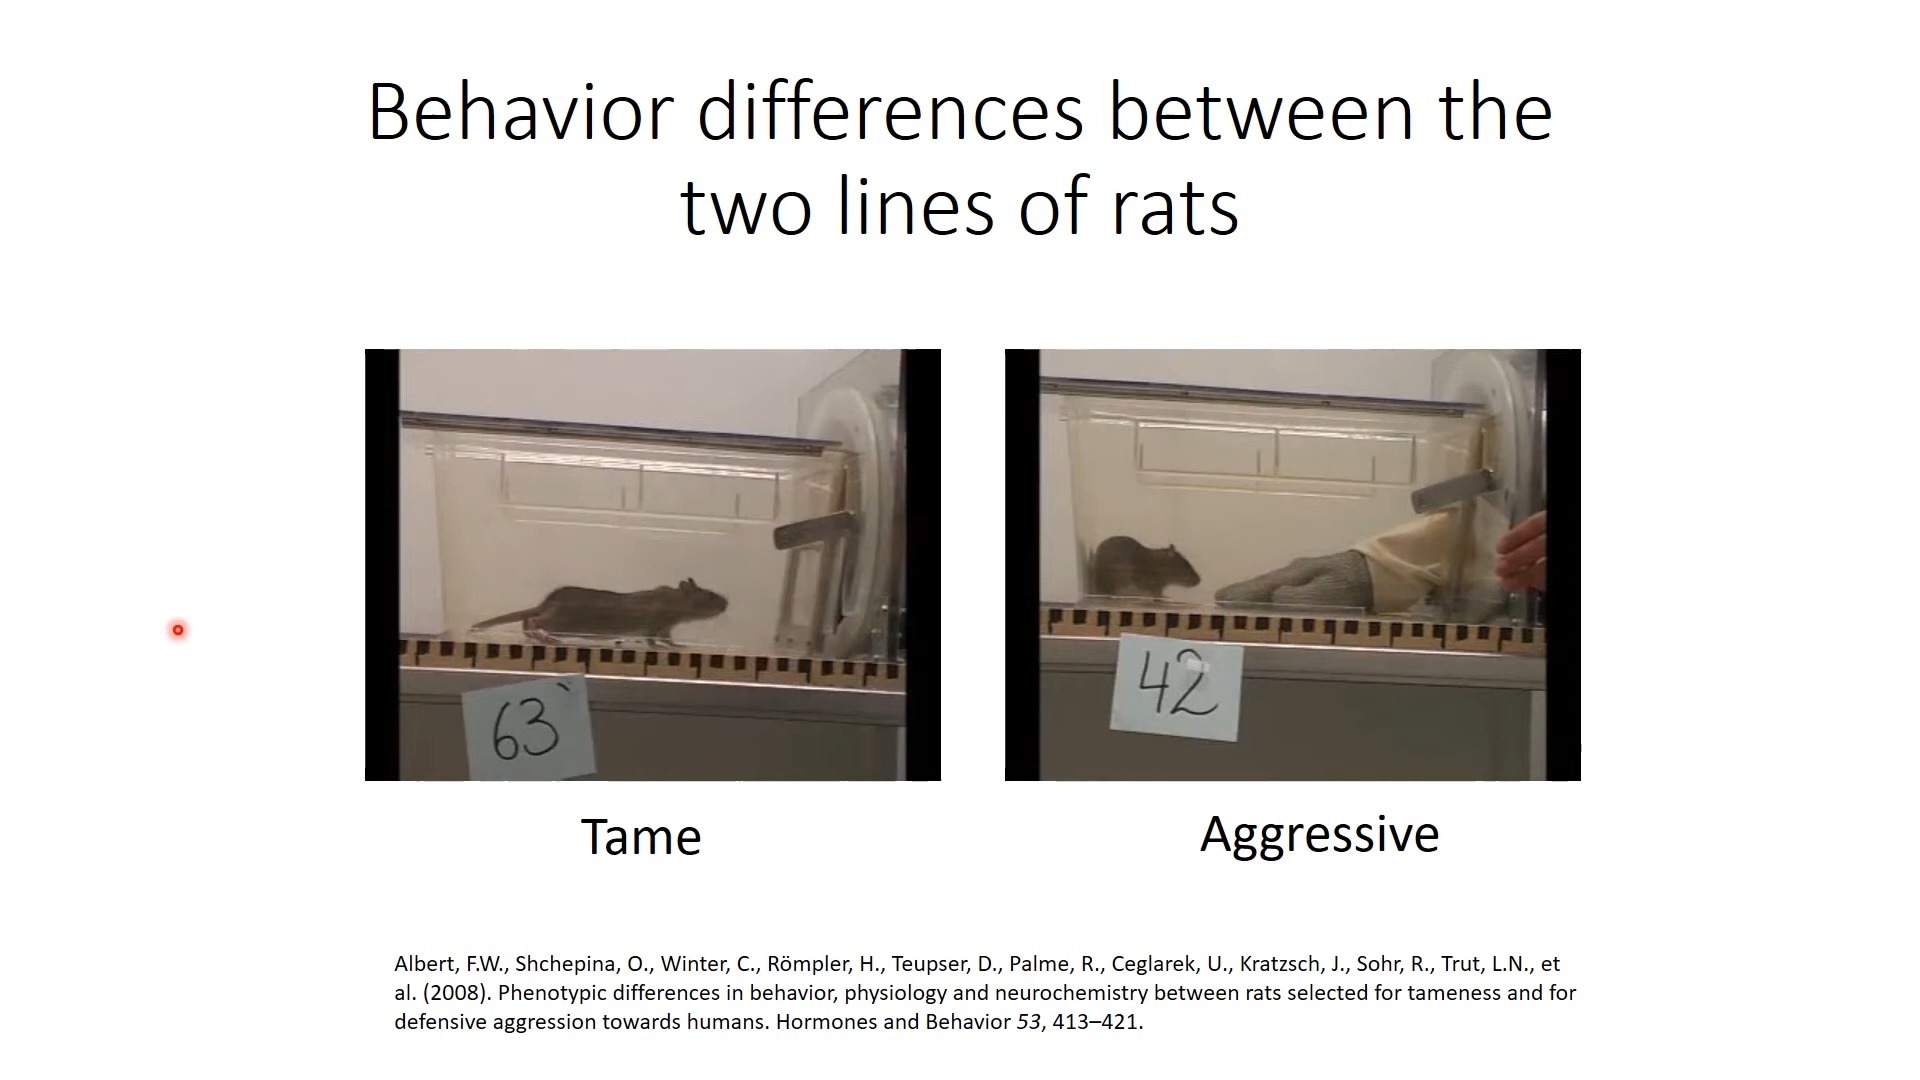 Behavior differences between the
two lines of rats
63
42
Tame
Aggressive
Albert, F.W., Shchepina, O., Winter, C., Römpler, H., Teupser, D., Palme, R., Ceglarek, U., Kratzsch, J., Sohr, R., Trut, L.N., et
al. (2008). Phenotypic differences in behavior, physiology and neurochemistry between rats selected for tameness and for
defensive aggression towards humans. Hormones and Behavior 53, 413–421.